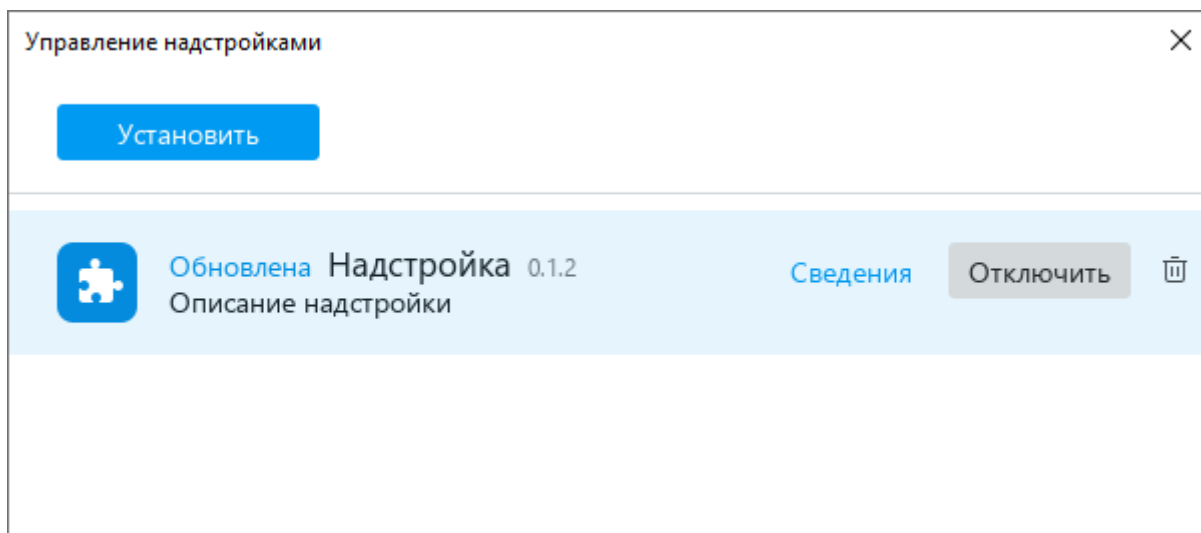 Управление надстройками
Установить
Обновлена Надстройка 0.1.2 Сведения Отключить
Описание надстройки